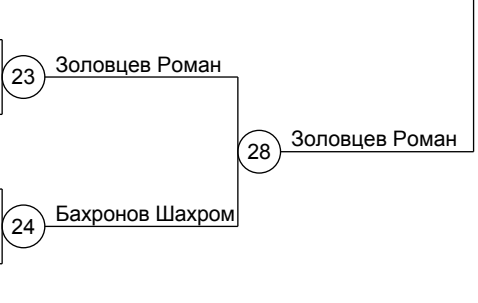 23 Золовцев Роман
28 Золовцев Роман
24 Бахронов Шахром